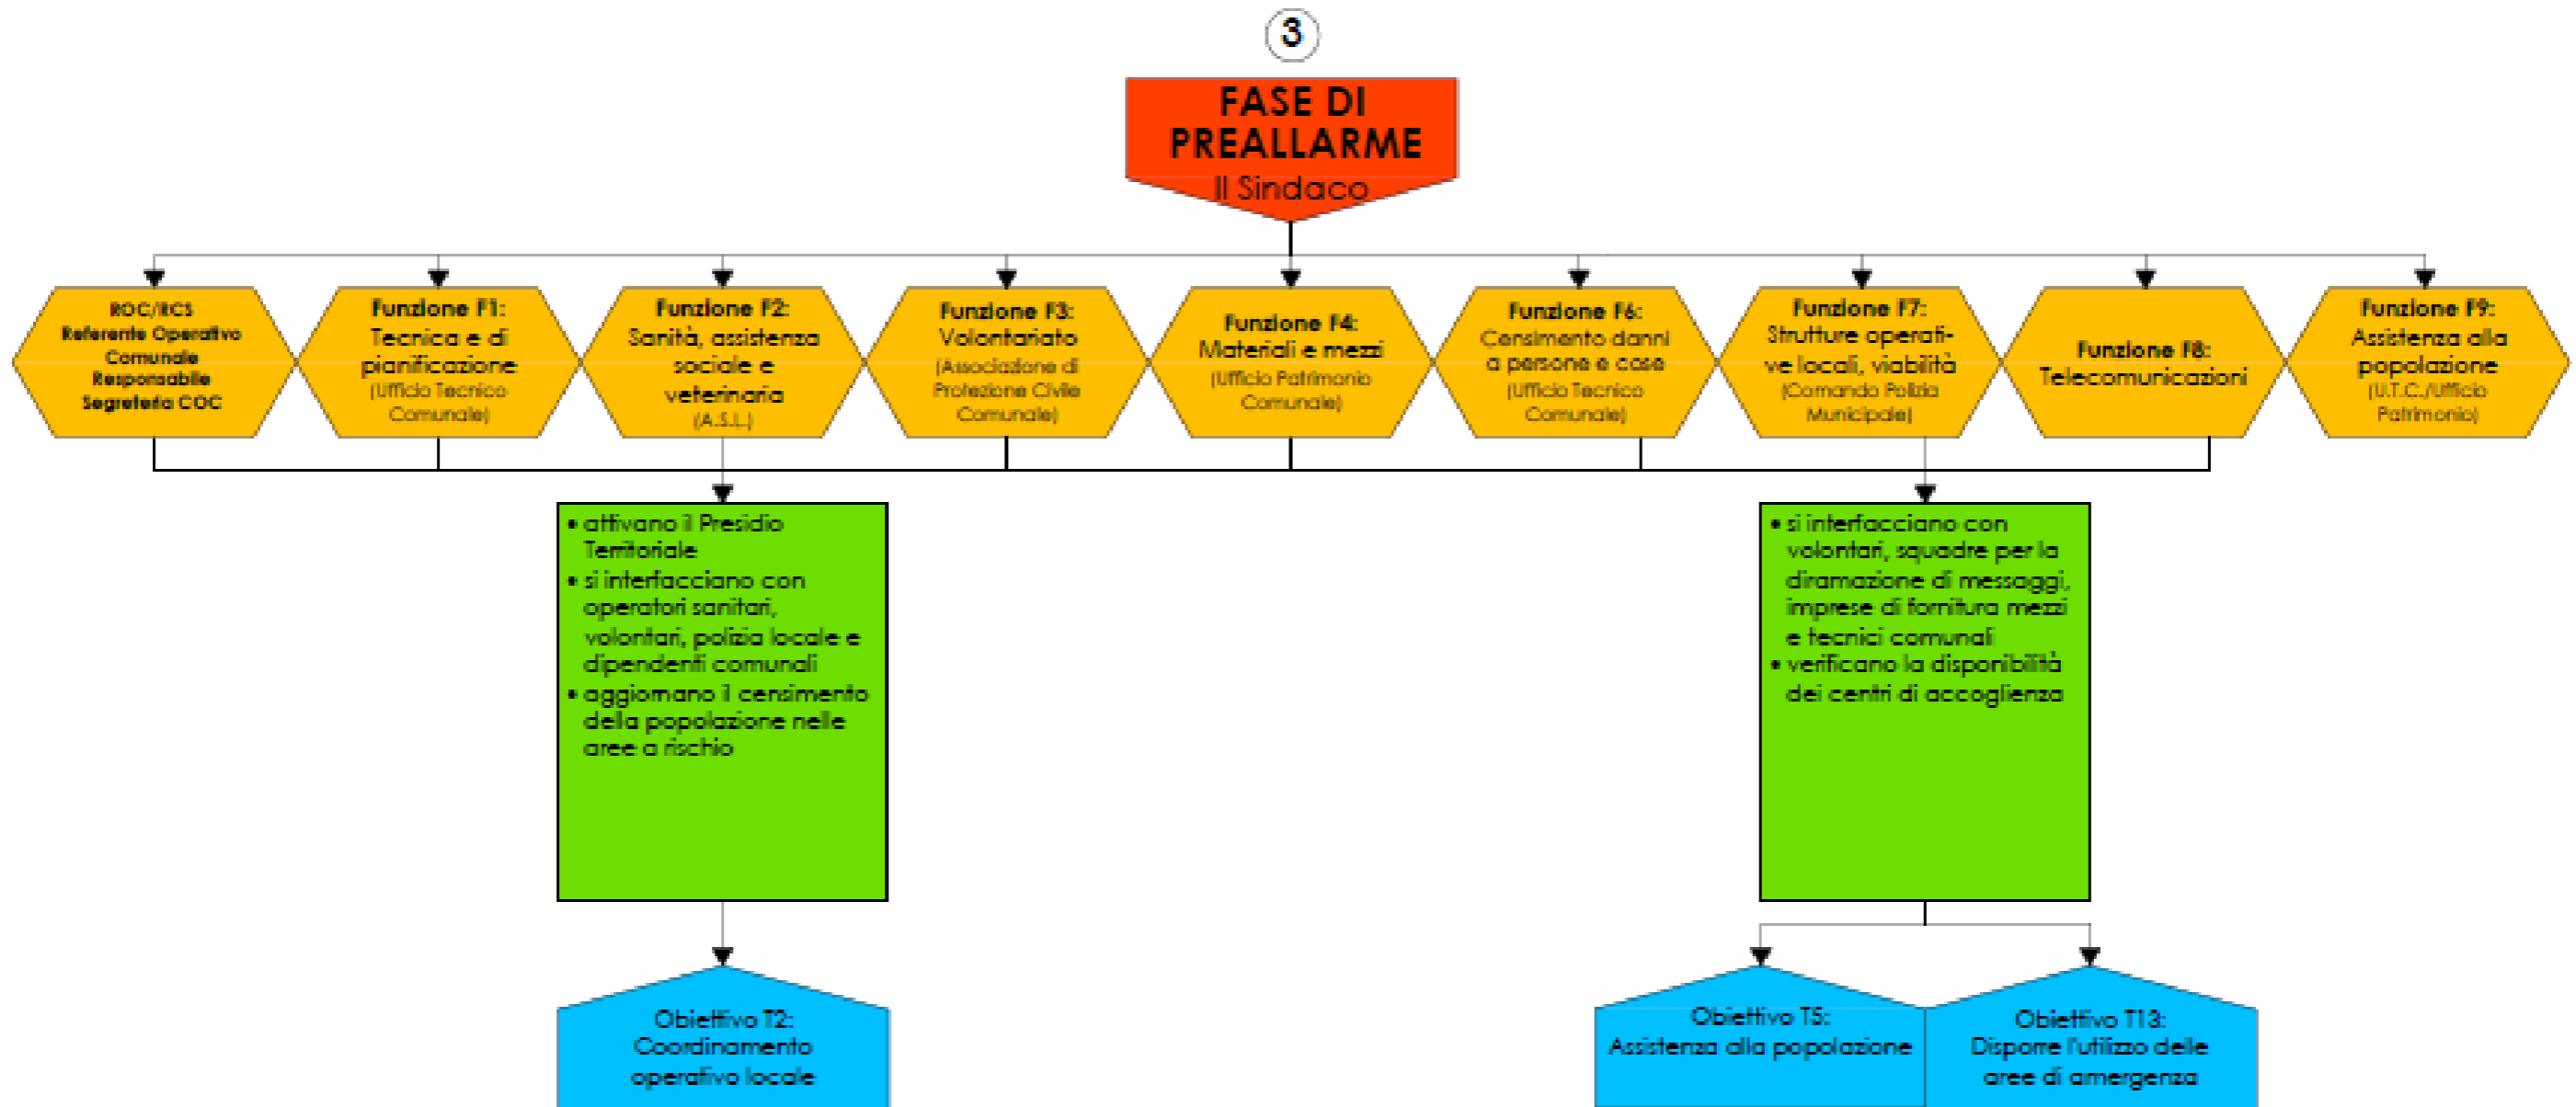 3
FASE DI
PREALLARME
Il Sindaco
ROC/RCS
Referente Operativo
Comunale
Responsabile
Segreteria COC
Funzione F1:
Tecnica e di
pianificazione
(Ufficio Tecnico
Comunale)
Funzione F2:
Sanità, assistenza
sociale e
veterinaria
(A.S.L.)
Funzione F3:
Volontariato
(Associazione di
Protezione Civile
Comunale)
Funzione F4:
Materiali e mezzi
(Ufficio Patrimonio
Comunale)
Funzione F6:
Censimento danni
a persone e cose
(Ufficio Tecnico
Comunale)
Funzione F7:
Strutture operati-
ve locali, viabilità
(Comando Polizia
Municipale)
Funzione F8:
Telecomunicazioni
Funzione F9:
Assistenza alla
popolazione
(U.T.C./Ufficio
Patrimonio)
• attivano il Presidio
Territoriale
• si interfacciano con
operatori sanitari,
volontari, polizia locale e
dipendenti comunali
• aggiornano il censimento
della popolazione nelle
aree a rischio
• si interfacciano con
volontari, squadre per la
diramazione di messaggi,
imprese di fornitura mezzi
e tecnici comunali
• verificano la disponibilità
dei centri di accoglienza
Obiettivo T2:
Coordinamento
operativo locale
Obiettivo T5:
Assistenza alla popolazione
Obiettivo T13:
Disporre l'utilizzo delle
aree di amergenza